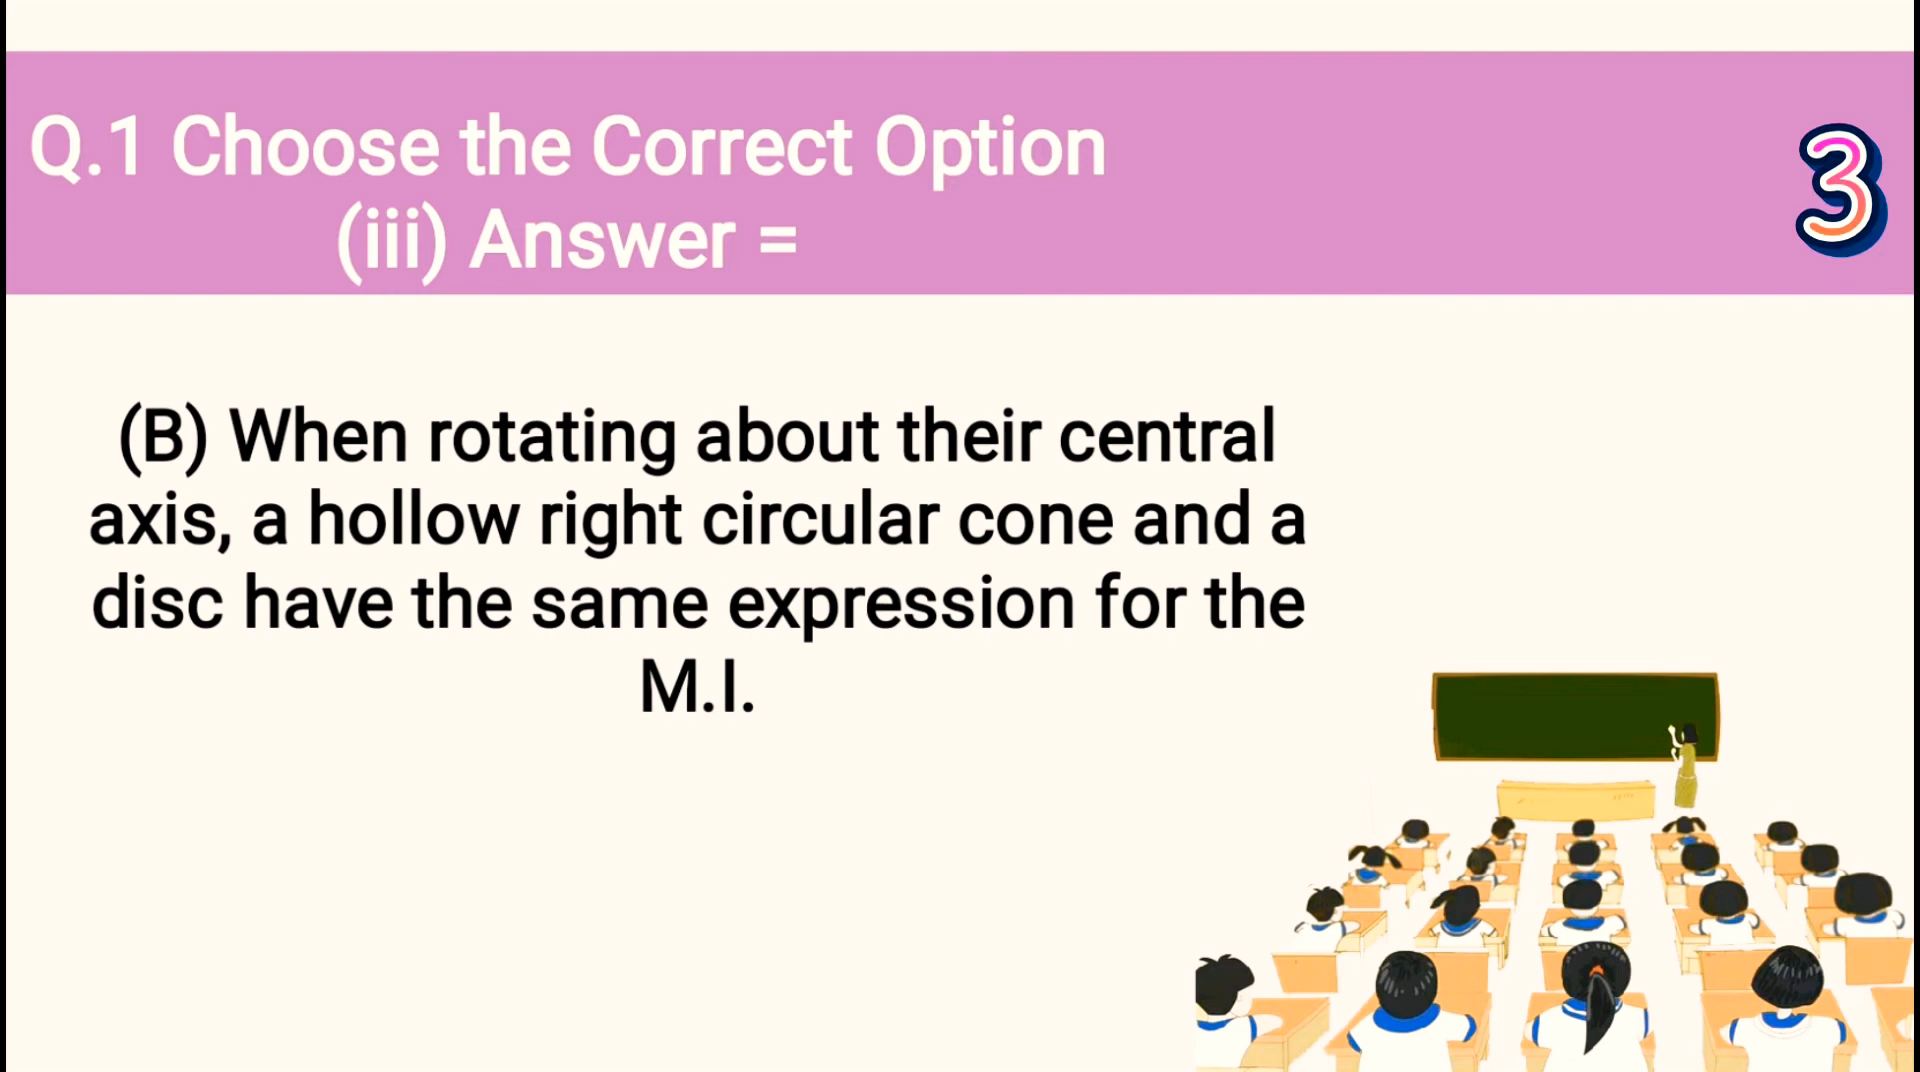 Q.1 Choose the Correct Option
(iii) Answer =
3
(B) When rotating about their central
axis, a hollow right circular cone and a
disc have the same expression for the
M.I.